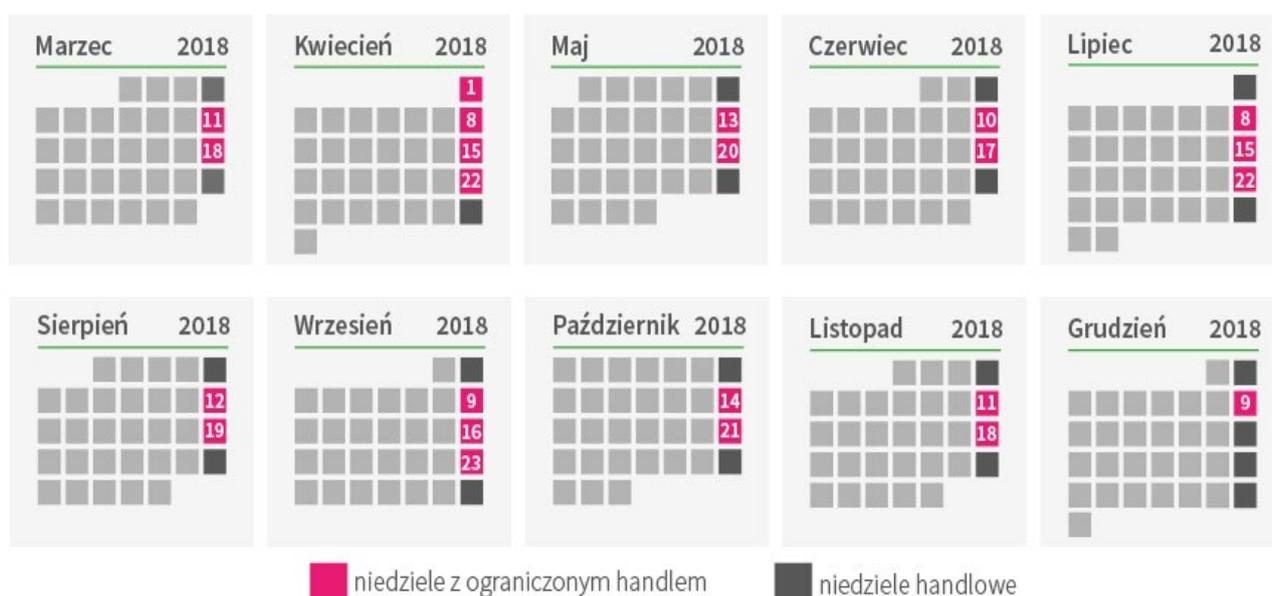 Marzec 2018
11
18
Kwiecień 2018
1
8
15
22
Maj 2018
13
20
Czerwiec 2018
10
17
Lipiec 2018
8
15
22
Sierpień 2018
12
19
Wrzesień 2018
9
16
23
Październik 2018
14
21
Listopad 2018
11
18
Grudzień 2018
9
niedziele z ograniczonym handlem
niedziele handlowe